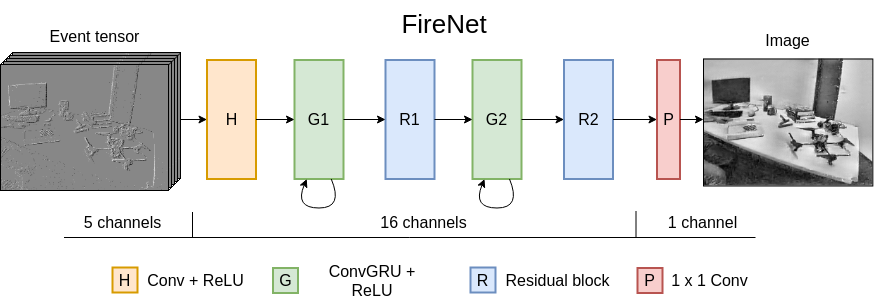 FireNet
Event tensor
Image
H
G1
R1
G2
R2
P
5 channels
16 channels
1 channel
H Conv + ReLU
G ConvGRU +
ReLU
R Residual block
P 1 x 1 Conv